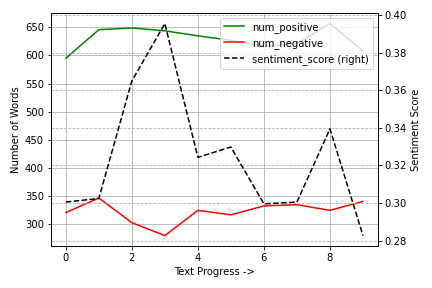 num_positive
num_negative
sentiment_score (right)
Number of Words
650
600
550
500
450
400
350
300
0.40
0.38
0.36
0.34
0.32
0.30
0.28
Sentiment Score
0 2 4 6 8
Text Progress ->